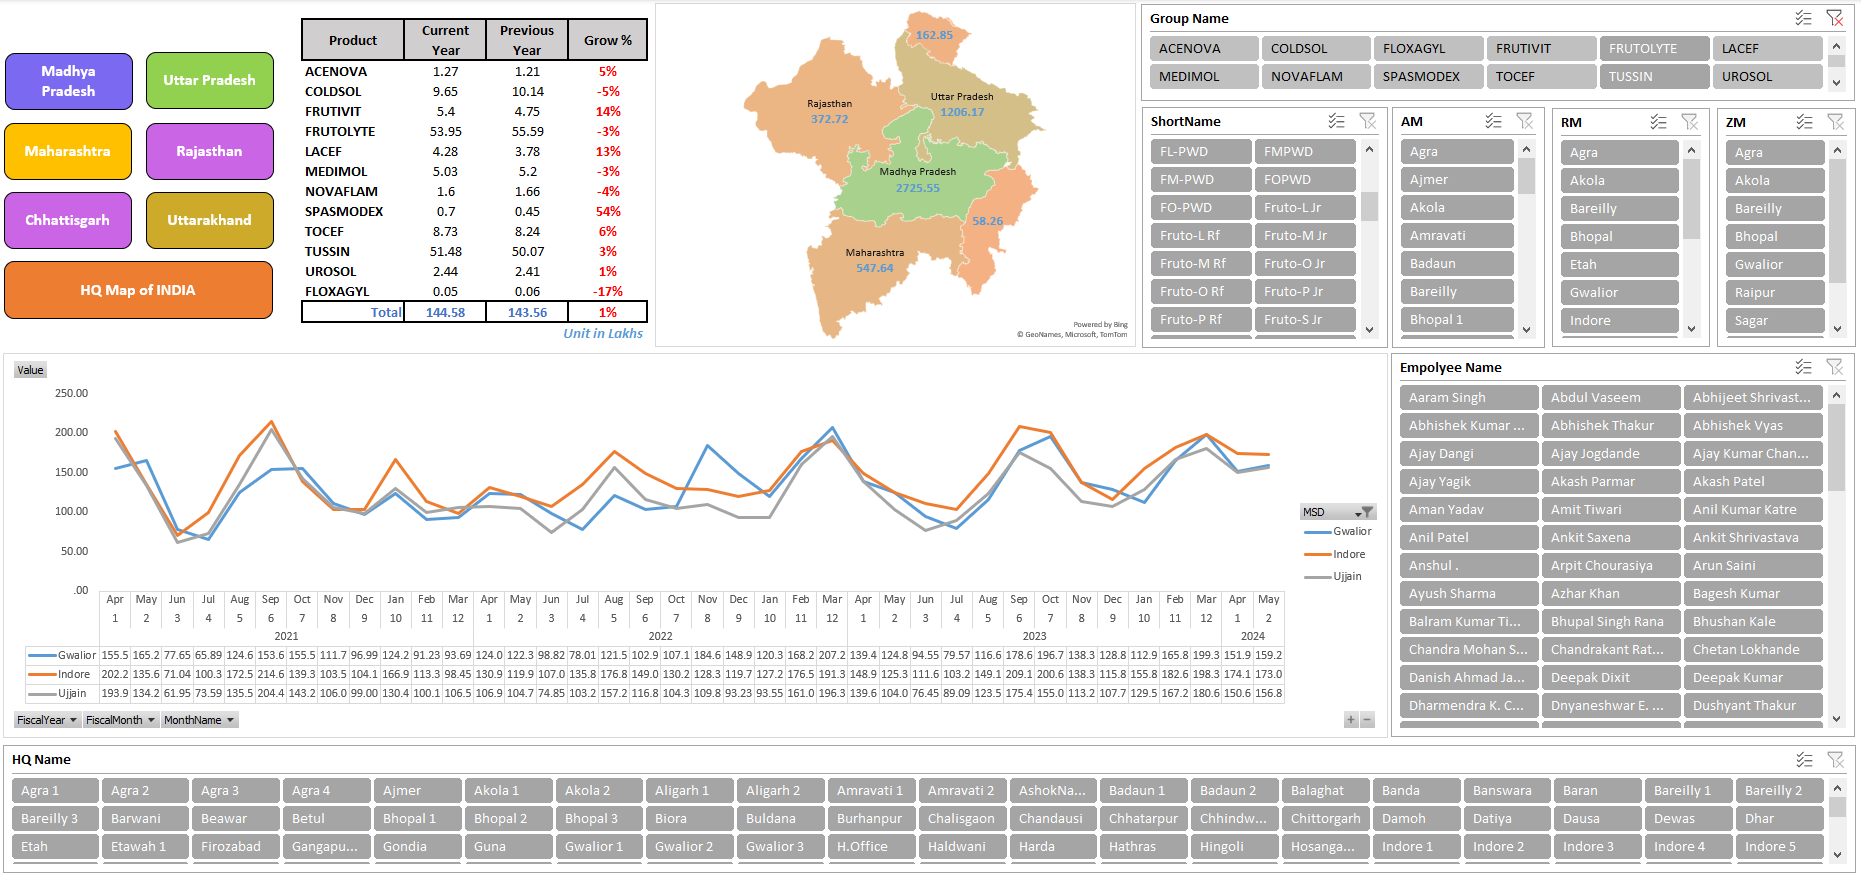 Madhya Pradesh
Uttar Pradesh
Maharashtra
Rajasthan
Chhattisgarh
Uttarakhand
HQ Map of INDIA
Product Current Year Previous Year Grow %
ACENOVA 1.27 1.21 5%
COLDSOL 9.65 10.14 -5%
FRUTIVIT 5.4 4.75 14%
FRUTOLYTE 53.95 55.59 -3%
LACEF 4.28 3.78 13%
MEDIMOL 5.03 5.2 -3%
NOVAFLAM 1.6 1.66 -4%
SPASMODEX 0.7 0.45 54%
TOCEF 8.73 8.24 6%
TUSSIN 51.48 50.07 3%
UROSOL 2.44 2.41 1%
FLOXAGYL 0.05 0.06 -17%
Total 144.58 143.56 1%
Unit in Lakhs
162.85
Rajasthan
372.72
Uttar Pradesh
1206.17
Madhya Pradesh
2725.55
58.26
Maharashtra
547.64
Powered by Bing
© GeoNames, Microsoft, TomTom
Group Name
ACENOVA COLDSOL FLOXAGYL FRUTIVIT FRUTOLYTE LACEF
MEDIMOL NOVAFLAM SPASMODEX TOCEF TUSSIN UROSOL
ShortName
FL-PWD FMPWD
FM-PWD FOPWD
FO-PWD Fruto-L Jr
Fruto-L Rf Fruto-M Jr
Fruto-M Rf Fruto-O Jr
Fruto-O Rf Fruto-P Jr
Fruto-P Rf Fruto-S Jr
AM
Agra
Ajmer
Akola
Amravati
Badaun
Bareilly
Bhopal 1
RM
Agra
Akola
Bareilly
Bhopal
Etah
Gwalior
Indore
ZM
Agra
Akola
Bareilly
Bhopal
Gwalior
Raipur
Sagar
Value
250.00
200.00
150.00
100.00
50.00
.00
Apr May Jun Jul Aug Sep Oct Nov Dec Jan Feb Mar Apr May Jun Jul Aug Sep Oct Nov Dec Jan Feb Mar Apr May Jun Jul Aug Sep Oct Nov Dec Jan Feb Mar Apr May
1 2 3 4 5 6 7 8 9 10 11 12 1 2 3 4 5 6 7 8 9 10 11 12 1 2 3 4 5 6 7 8 9 10 11 12 1 2
2021 2022 2023 2024
Gwalior 155.5 165.2 77.65 65.89 124.6 153.6 155.5 111.7 96.99 124.2 91.23 93.69 124.0 122.3 98.82 78.01 121.5 102.9 107.1 184.6 148.9 120.3 168.2 207.2 139.4 124.8 94.55 79.57 116.6 178.6 196.7 138.3 128.8 112.9 165.8 199.3 151.9 159.2
Indore 202.2 135.6 71.04 100.3 172.5 214.6 139.3 103.5 104.1 166.9 113.3 98.45 130.9 119.9 107.0 135.8 176.8 149.0 130.2 128.3 119.7 127.2 176.5 191.3 148.9 125.3 111.6 103.2 149.1 209.1 200.6 138.3 115.8 155.8 182.6 198.3 174.1 173.0
Ujjain 193.9 134.2 61.95 73.59 135.5 204.4 143.2 106.0 99.00 130.4 100.1 106.5 106.9 104.7 74.85 103.2 157.2 116.8 104.3 109.8 93.23 93.55 161.0 196.3 139.6 104.0 76.45 89.09 123.5 175.4 155.0 113.2 107.7 129.5 167.2 180.6 150.6 156.8
MSD
Gwalior
Indore
Ujjain
FiscalYear FiscalMonth MonthName
Empolyee Name
Aaram Singh Abdul Vaseem Abhijeet Shrivast...
Abhishek Kumar ... Abhishek Thakur Abhishek Vyas
Ajay Dangi Ajay Jogdande Ajay Kumar Chan...
Ajay Yagik Akash Parmar Akash Patel
Aman Yadav Amit Tiwari Anil Kumar Katre
Anil Patel Ankit Saxena Ankit Shrivastava
Anshul . Arpit Chourasiya Arun Saini
Ayush Sharma Azhar Khan Bagesh Kumar
Balram Kumar Ti... Bhupal Singh Rana Bhushan Kale
Chandra Mohan S... Chandrakant Rat... Chetan Lokhande
Danish Ahmad Ja... Deepak Dixit Deepak Kumar
Dharmendra K. C... Dnyaneshwar E. ... Dushyant Thakur
HQ Name
Agra 1 Agra 2 Agra 3 Agra 4 Ajmer Akola 1 Akola 2 Aligarh 1 Aligarh 2 Amravati 1 Amravati 2 AshokNa... Badaun 1 Badaun 2 Balaghat Banda Banswara Baran Bareilly 1 Bareilly 2
Bareilly 3 Barwani Beawar Betul Bhopal 1 Bhopal 2 Bhopal 3 Biora Buldana Burhanpur Chalisgaon Chandausi Chhatarpur Chhindw... Chittorgarh Damoh Datiya Dausa Dewas Dhar
Etah Etawah 1 Firozabad Gangapu... Gondia Guna Gwalior 1 Gwalior 2 Gwalior 3 H.Office Haldwani Harda Hathras Hingoli Hosanga... Indore 1 Indore 2 Indore 3 Indore 4 Indore 5